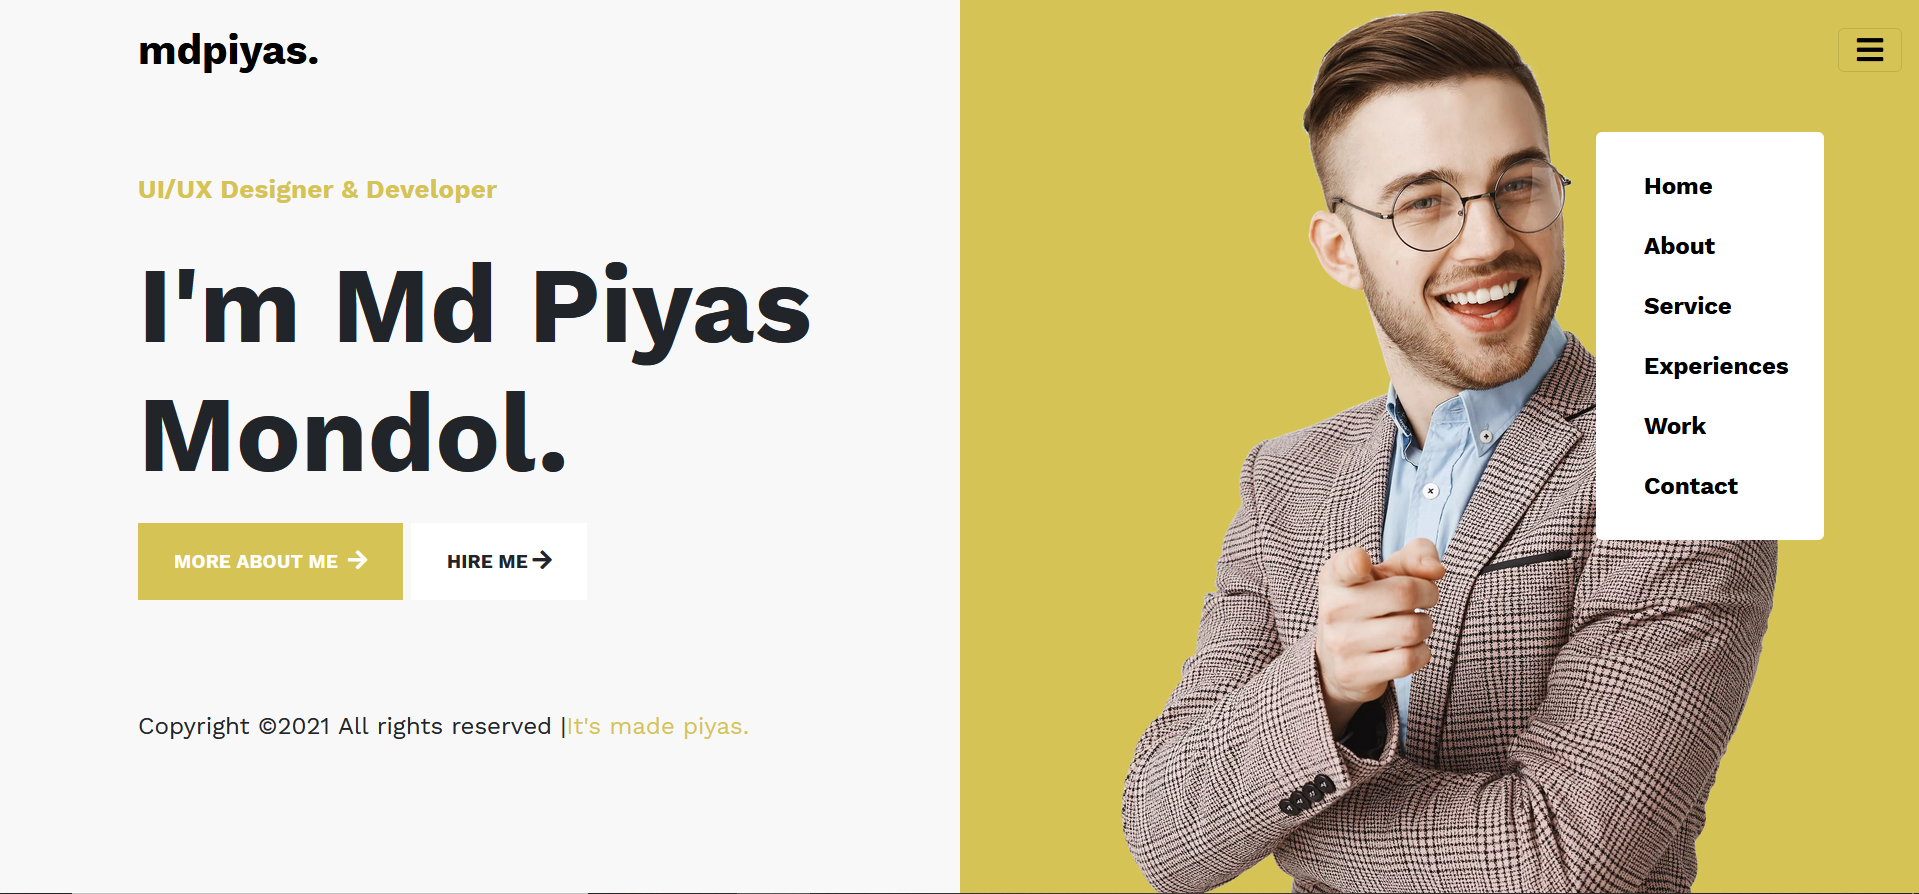 mdpiyas.
UI/UX Designer & Developer
I'm Md Piyas
Mondol.
MORE ABOUT ME
HIRE ME
Copyright ©2021 All rights reserved |It's made piyas.
Home
About
Service
Experiences
Work
Contact